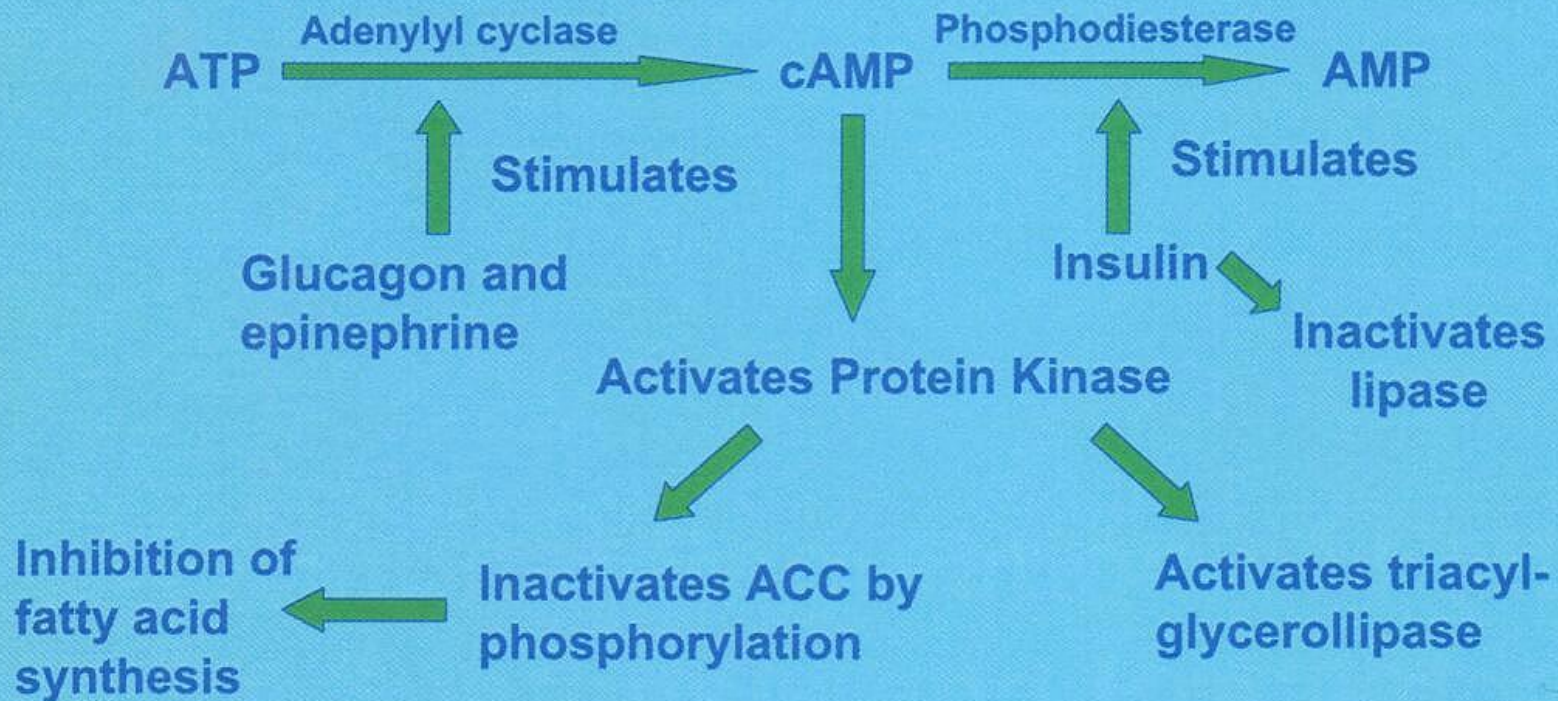 Adenylyl cyclase
Phosphodiesterase
ATP
cAMP
AMP
Stimulates
Stimulates
Glucagon and
epinephrine
Insulin
Inactivates
lipase
Activates Protein Kinase
Inhibition of
fatty acid
synthesis
Inactivates ACC by
phosphorylation
Activates triacyl-
glycerollipase